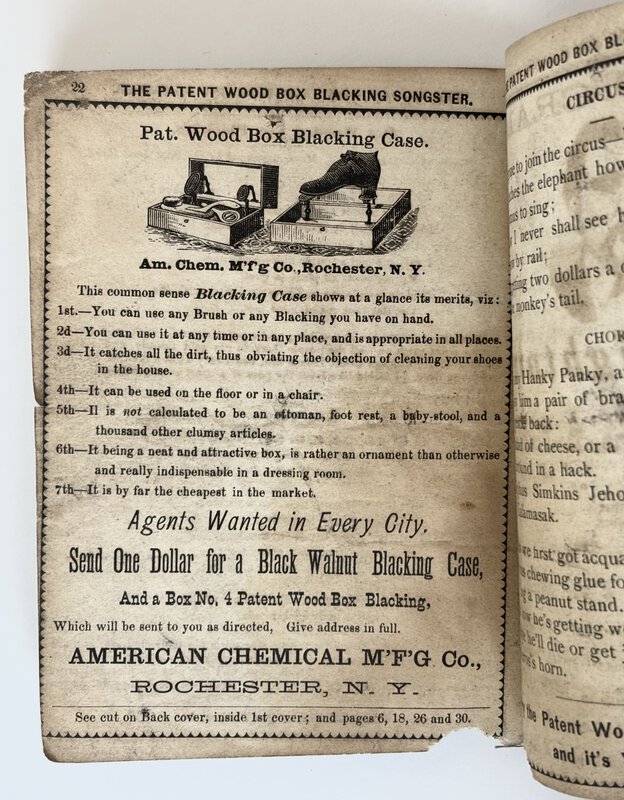 22
THE PATENT WOOD BOX BLACKING SONGSTER.
Pat. Wood Box Blacking Case.
Am. Chem. M'f'g Co., Rochester, N. Y.
This common sense Blacking Case shows at a glance its merits, viz:
1st.—You can use any Brush or any Blacking you have on hand.
2d—You can use it at any time or in any place, and is appropriate in all places.
3d—It catches all the dirt, thus obviating the objection of cleaning your shoes
in the house.
4th—It can be used on the floor or in a chair.
5th—Il is not calculated to be an ottoman, foot rest, a baby-stool, and a
thousand other clumsy articles.
6th—It being a neat and attractive box, is rather an ornament than otherwise
and really indispensable in a dressing room.
7th—It is by far the cheapest in the market.
Agents Wanted in Every City.
Send One Dollar for a Black Walnut Blacking Case,
And a Box No. 4 Patent Wood Box Blacking,
Which will be sent to you as directed, Give address in full.
AMERICAN CHEMICAL M'F'G Co.,
ROCHESTER, N. Y.
See cut on Back cover, inside 1st cover; and pages 6, 18, 26 and 30.
PATENT WOOD BOX BL
CIRCUS
to join the circus—
the elephant how
to sing;
I never shall see
by rail;
two dollars a
monkey's tail.
CHOR
Hanky Panky, a
him a pair of bra
back:
of cheese, or a
in a hack.
Simkins Jeho
we first got acqua
chewing glue fo
a peanut stand.
he's getting w
he'll die or get
horn.
the Patent Wo
and it's